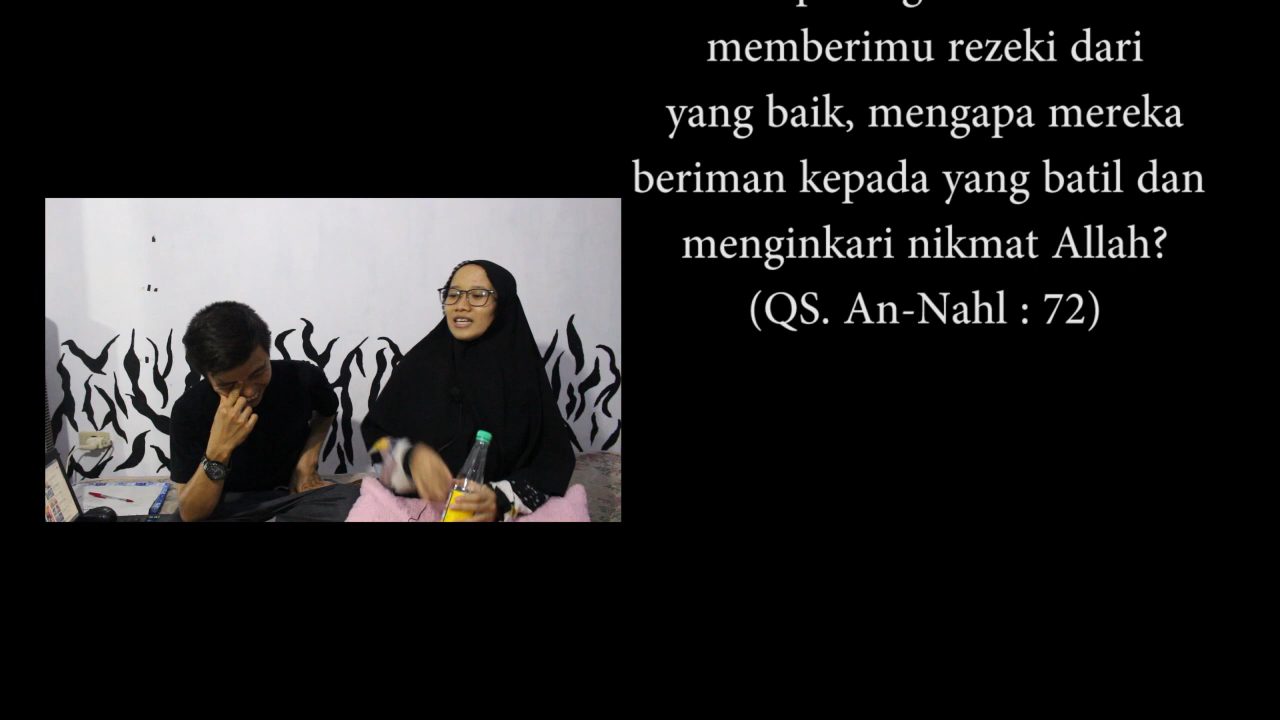 memberimu rezeki dari
yang baik, mengapa mereka
beriman kepada yang batil dan
menginkari nikmat Allah?
(QS. An-Nahl : 72)